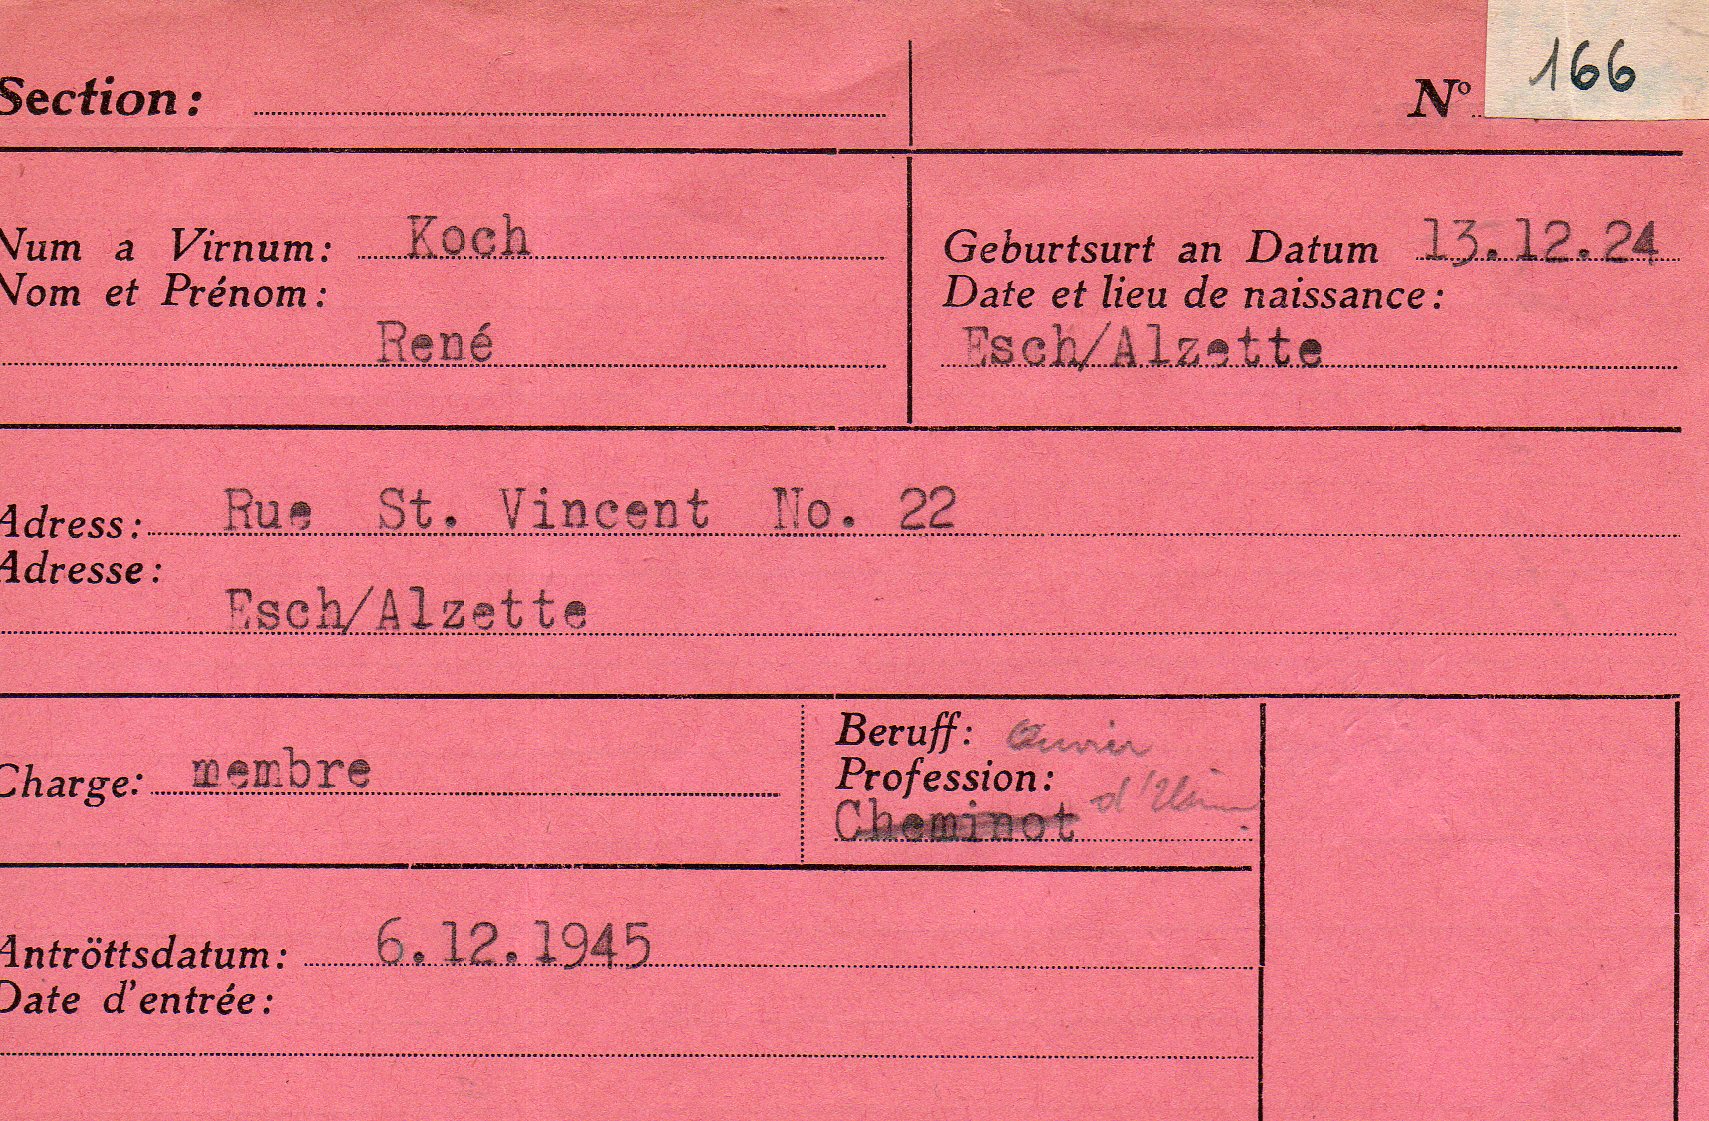 Section:
N° 166
Num a Virnum: Koch
Nom et Prénom:
René
Geburtsurt an Datum 13.12.24
Date et lieu de naissance:
Esch/Alzette
Adress: Rue St. Vincent No. 22
Adresse:
Esch/Alzette
Charge: membre
Beruff: Ouvrier
Profession: d'Usine
Cheminot
Antröttsdatum: 6.12.1945
Date d'entrée: